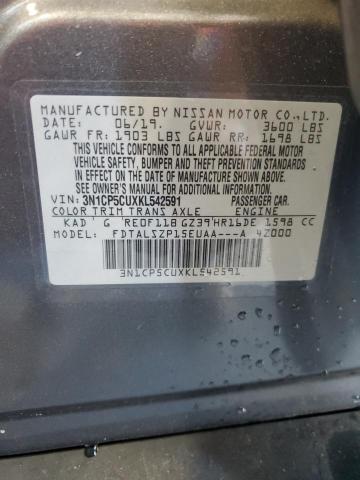 MANUFACTURED BY NISSAN MOTOR CO., LTD.
DATE: 06/19. GVWR: 3600 LBS
GAWR FR: 1903 LBS GAWR RR: 1698 LBS
THIS VEHICLE CONFORMS TO ALL APPLICABLE FEDERAL MOTOR
VEHICLE SAFETY, BUMPER AND THEFT PREVENTION STANDARDS
IN EFFECT ON THE DATE OF MANUFACTURE SHOWN ABOVE.
SEE OWNER'S MANUAL FOR ADDITIONAL INFORMATION.
VIN: 3N1CP5CUXKL542591 PASSENGER CAR.
COLOR TRIM TRANS AXLE ENGINE
KAD G RE0F11B GZ39 HR16DE 1598 CC
FDTALSZP15EUAA---A 4Z000
3N1CP5CUXKL542591.